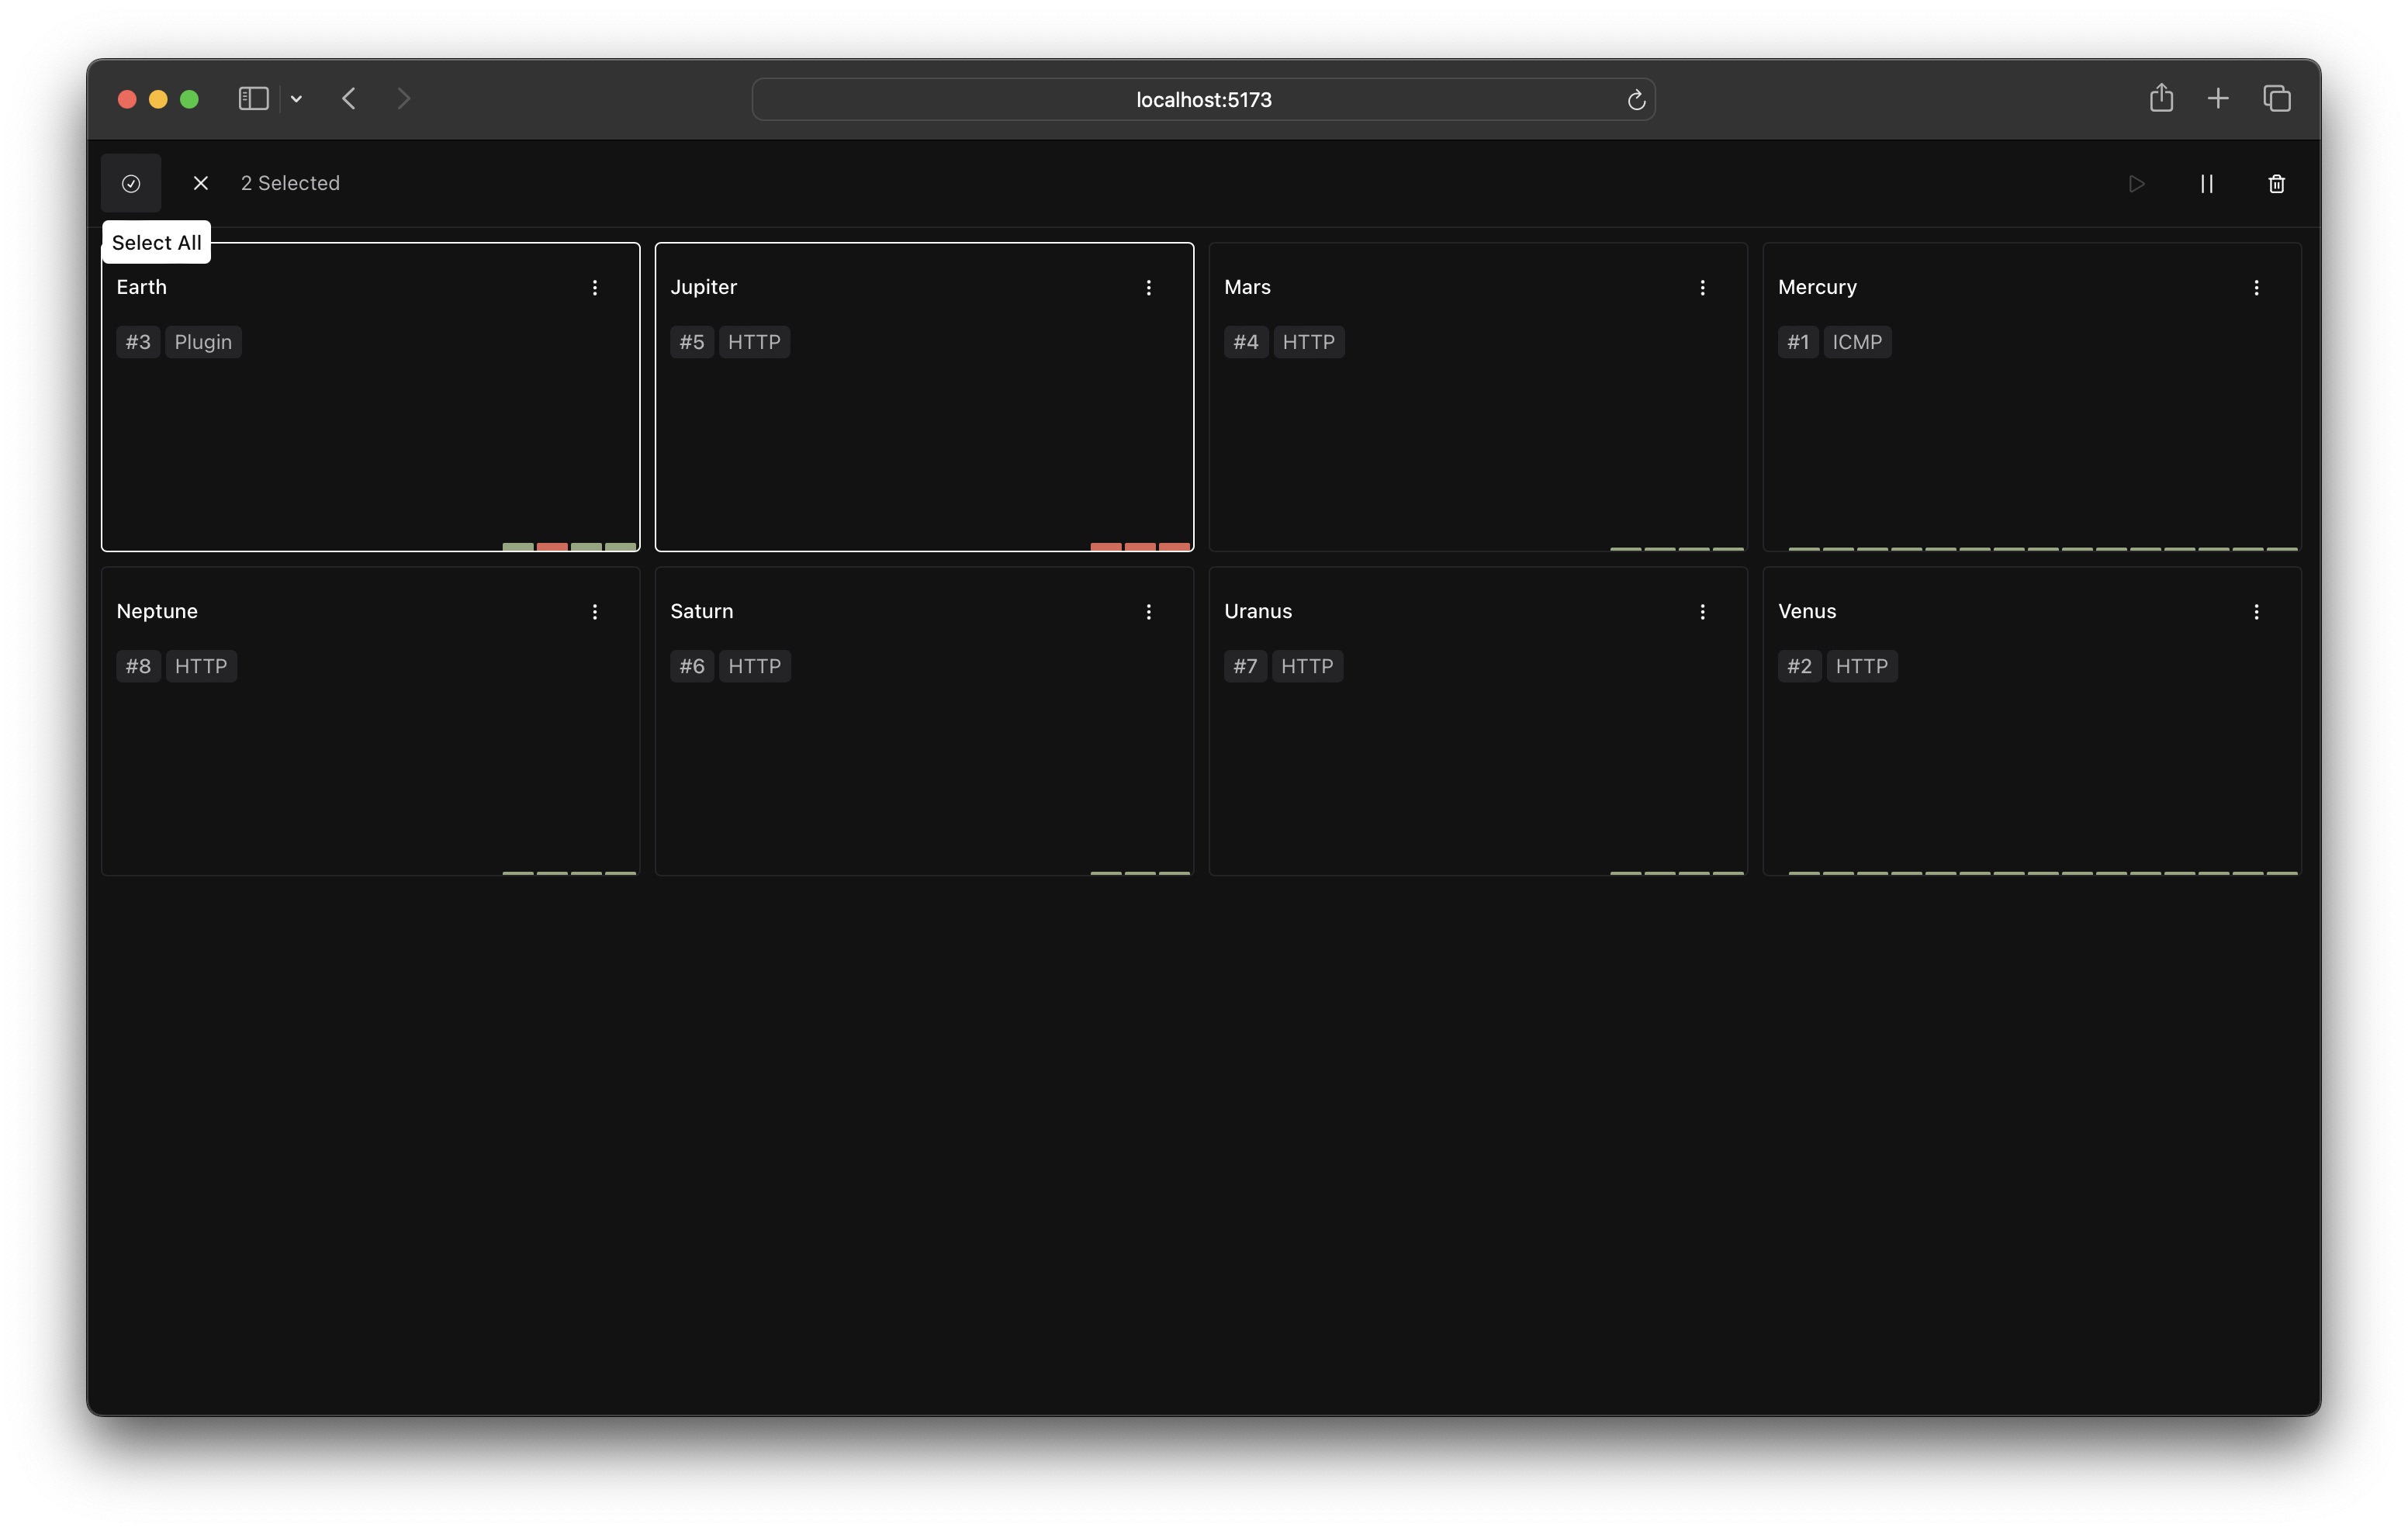 localhost:5173
2 Selected
Select All
Earth
#3 Plugin
Jupiter
#5 HTTP
Mars
#4 HTTP
Mercury
#1 ICMP
Neptune
#8 HTTP
Saturn
#6 HTTP
Uranus
#7 HTTP
Venus
#2 HTTP